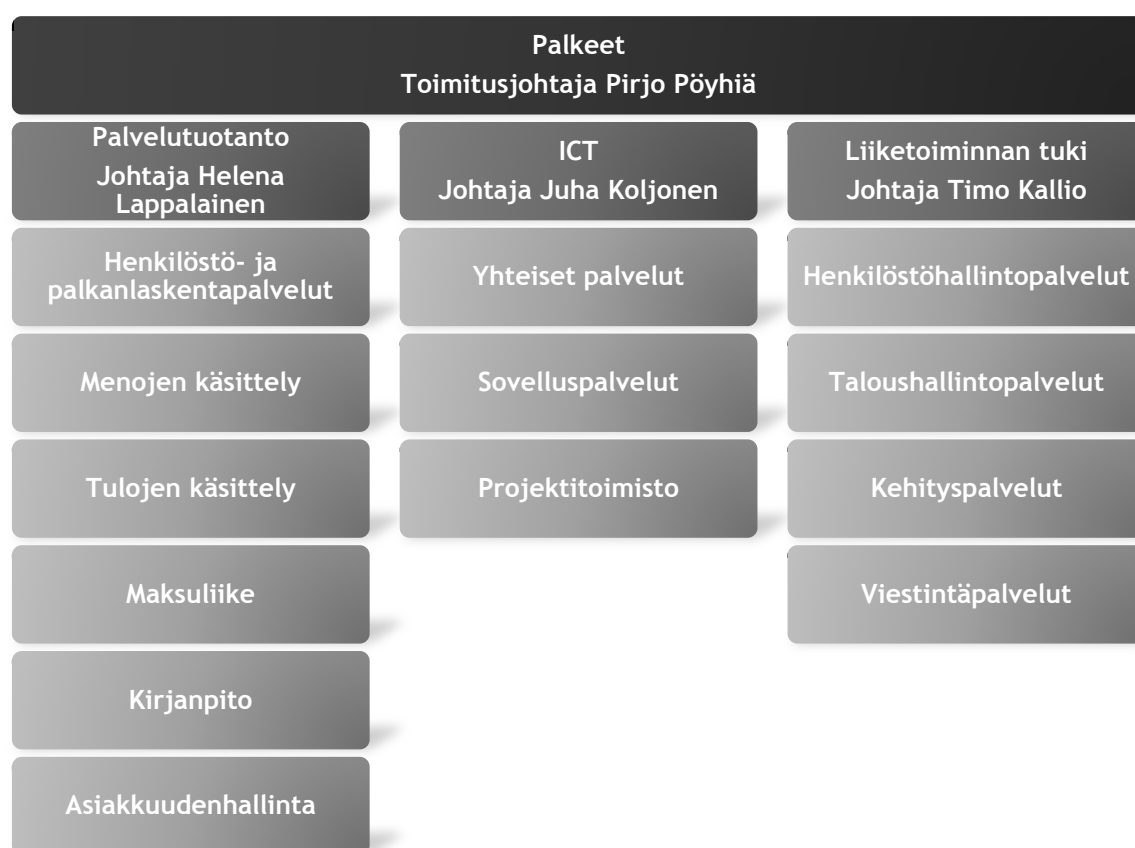 Palkeet
Toimitusjohtaja Pirjo Pöyhiä
Palvelutuotanto
Johtaja Helena
Lappalainen
Henkilöstö- ja
palkanlaskentapalvelut
Menojen käsittely
Tulojen käsittely
Maksuliike
Kirjanpito
Asiakkuudenhallinta
ICT
Johtaja Juha Koljonen
Yhteiset palvelut
Sovelluspalvelut
Projektitoimisto
Liiketoiminnan tuki
Johtaja Timo Kallio
Henkilöstöhallintopalvelut
Taloushallintopalvelut
Kehityspalvelut
Viestintäpalvelut